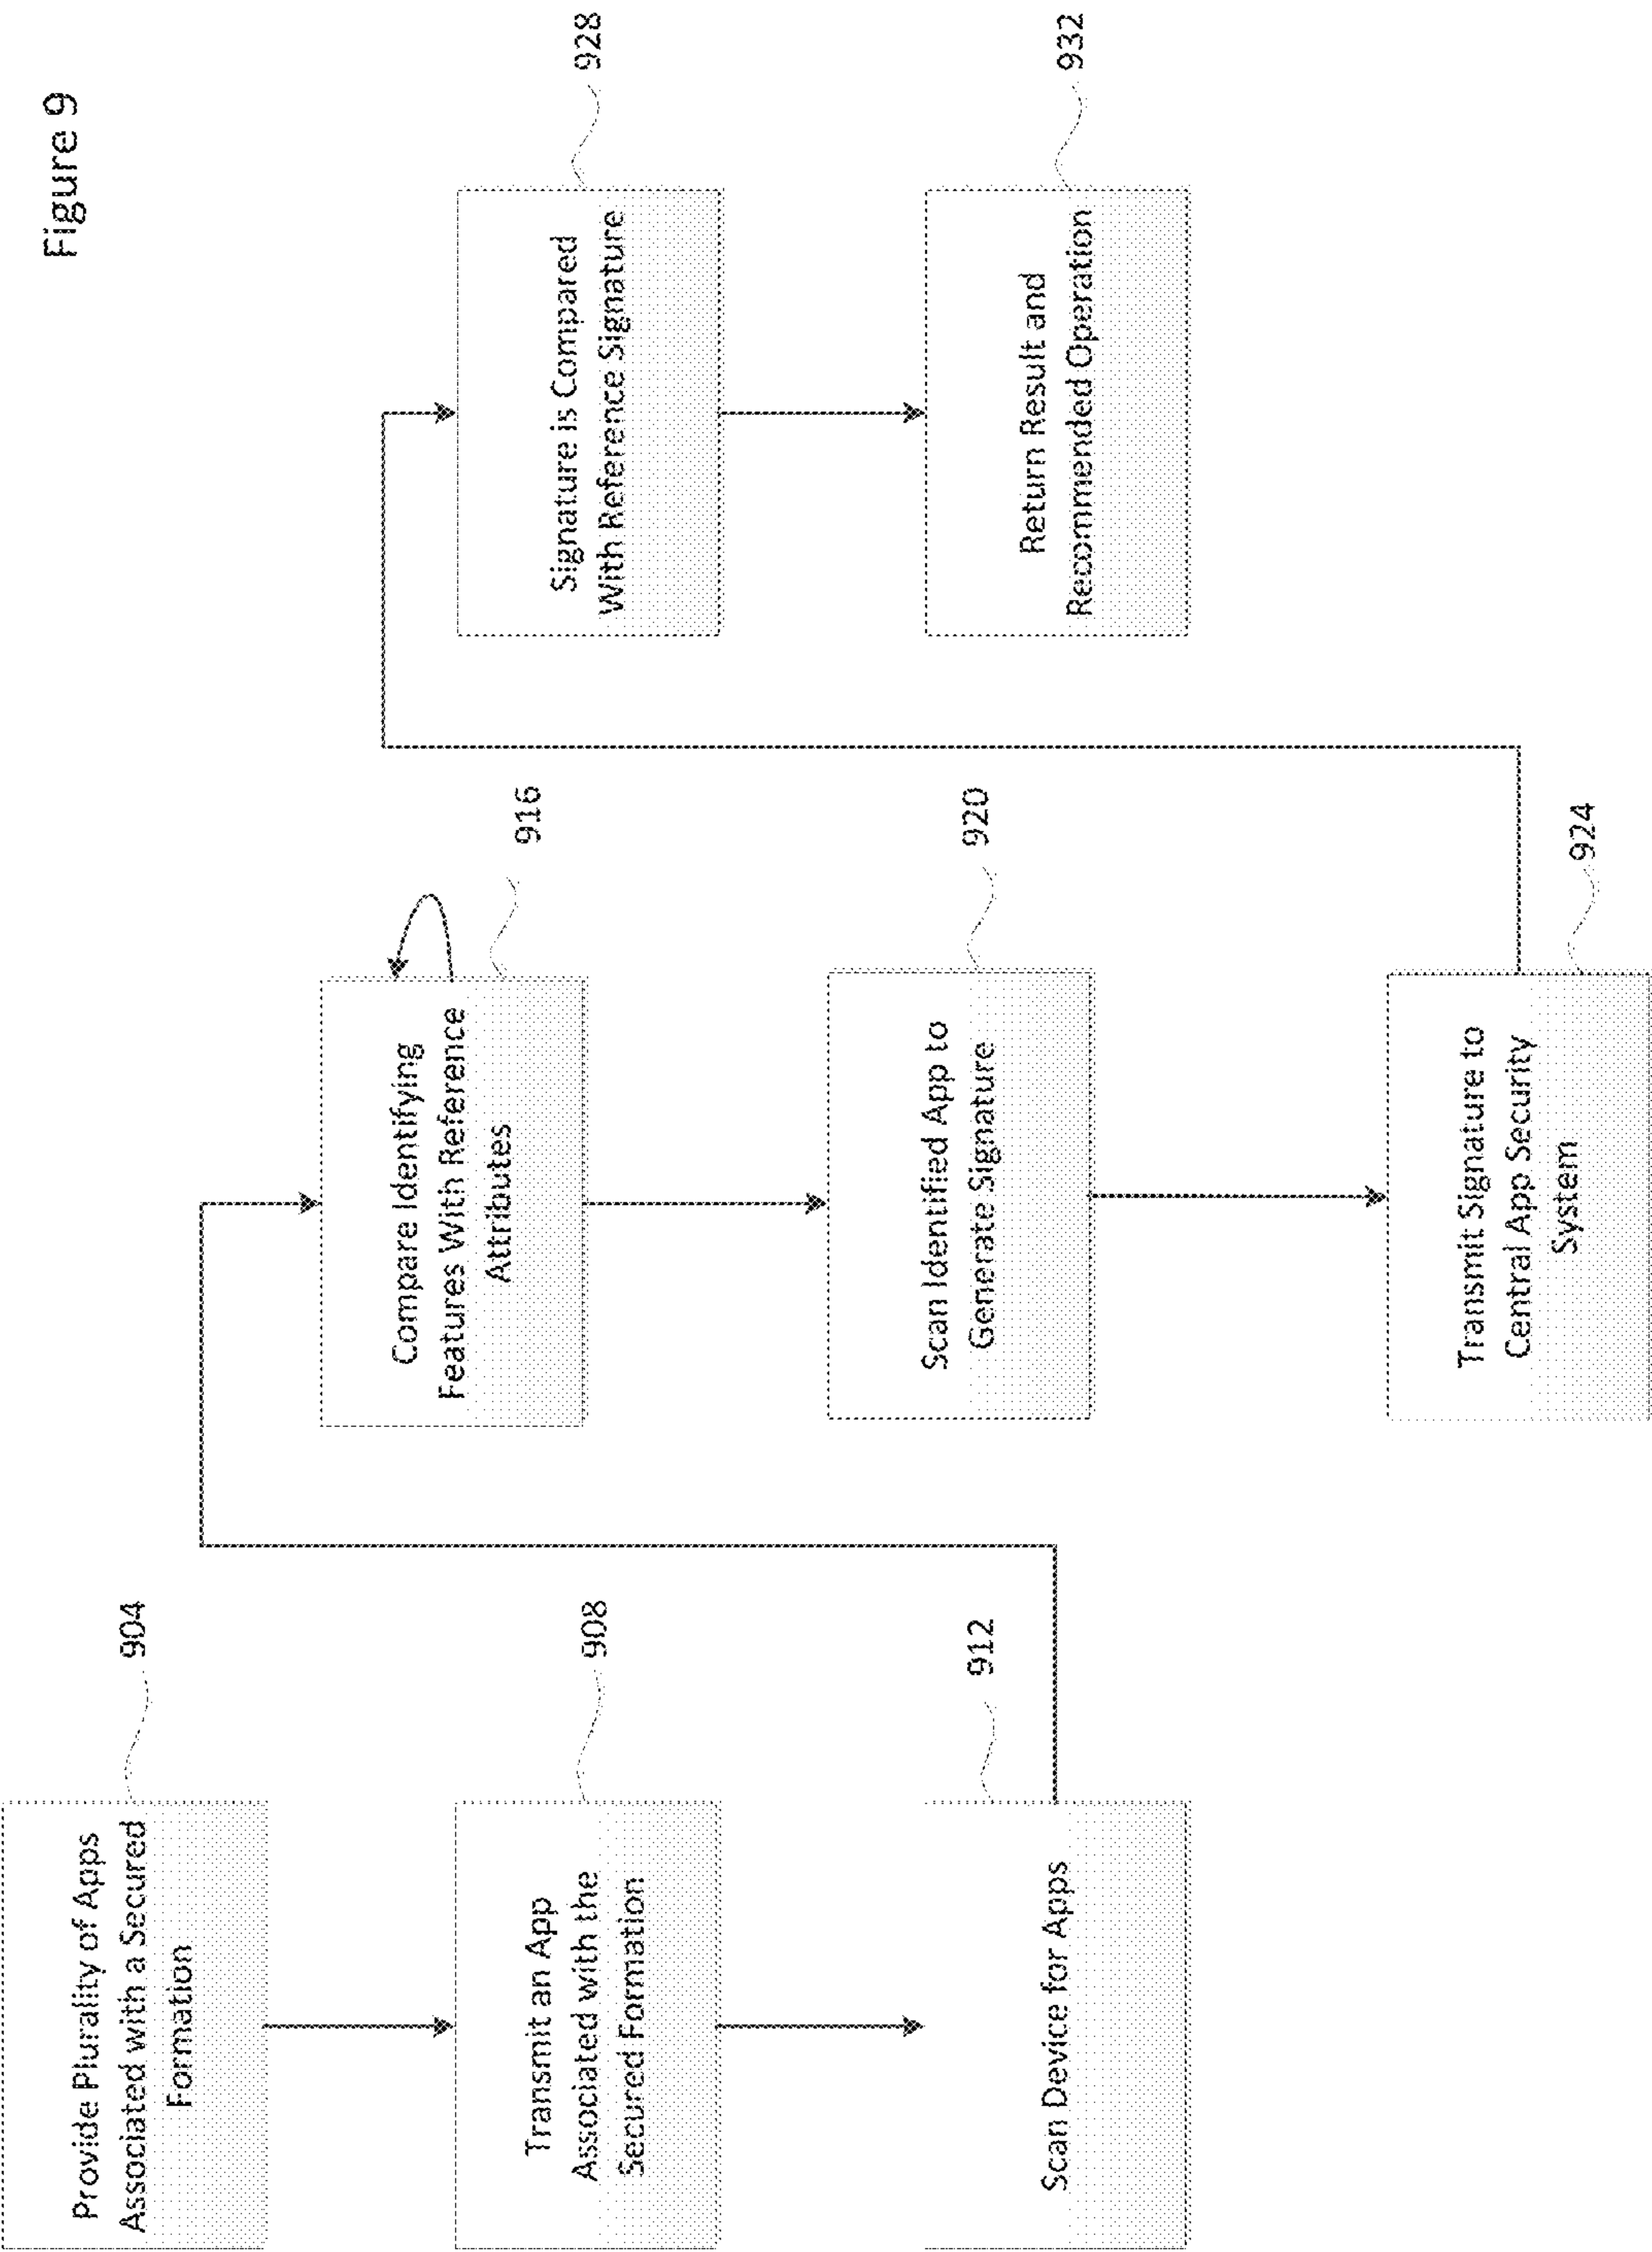 Figure 9
Provide Plurality of Apps
Associated with a Secured
Formation
904
Transmit an App
Associated with the
Secured Formation
908
Scan Device for Apps
912
Compare Identifying
Features With Reference
Attributes
916
Scan Identified App to
Generate Signature
920
Transmit Signature to
Central App Security
System
924
Signature is Compared
With Reference Signature
928
Return Result and
Recommended Operation
932